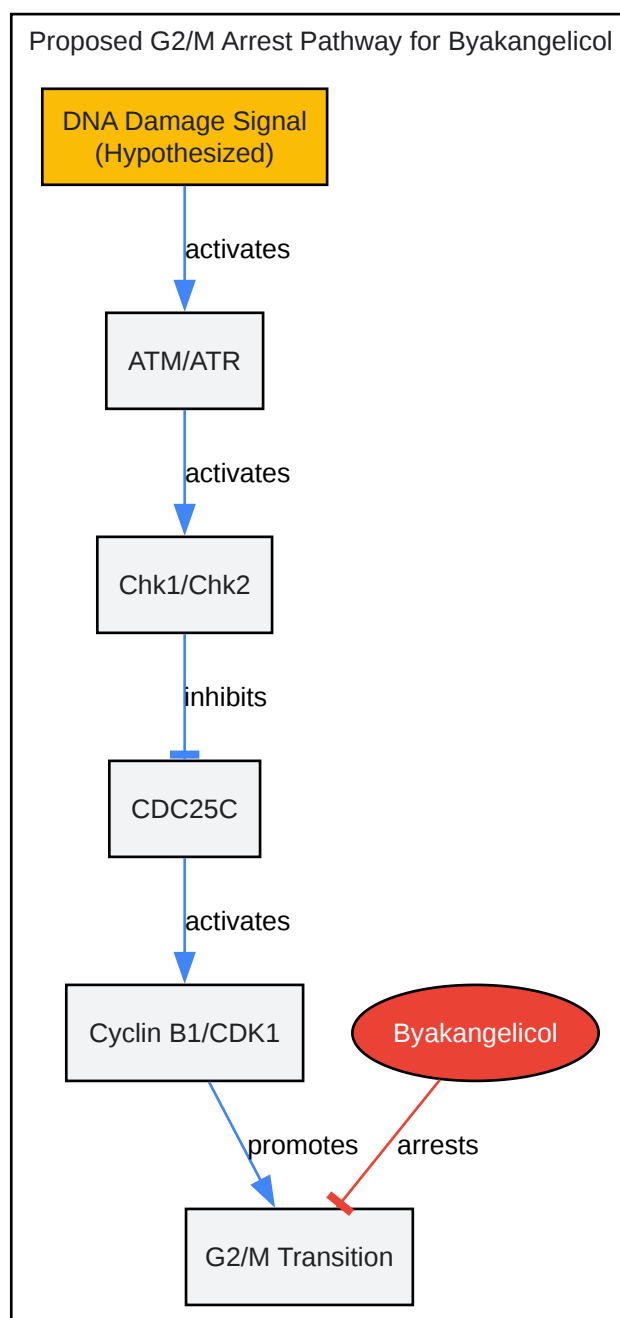 Proposed G2/M Arrest Pathway for Byakangelicol
DNA Damage Signal
(Hypothesized)
activates
ATM/ATR
activates
Chk1/Chk2
inhibits
CDC25C
activates
Cyclin B1/CDK1
Byakangelicol
promotes
arrests
G2/M Transition